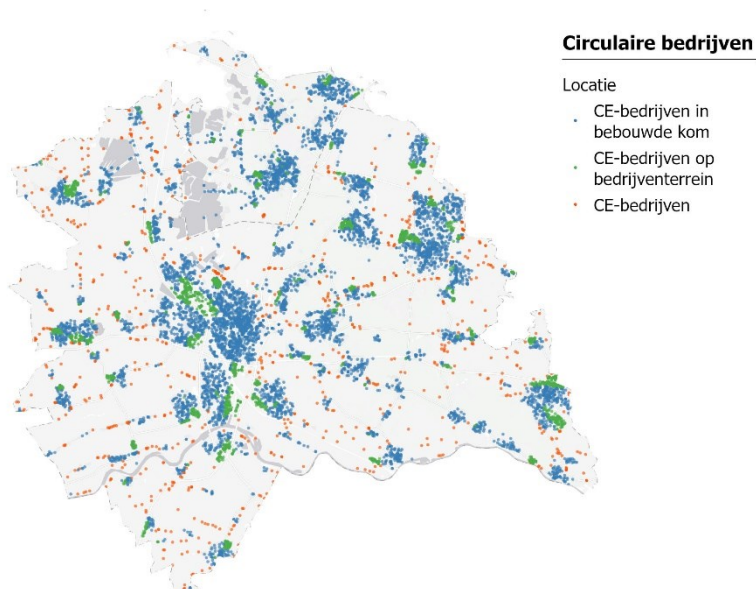 Circulaire bedrijven
Locatie
CE-bedrijven in
bebouwde kom
CE-bedrijven op
bedrijventerrein
CE-bedrijven